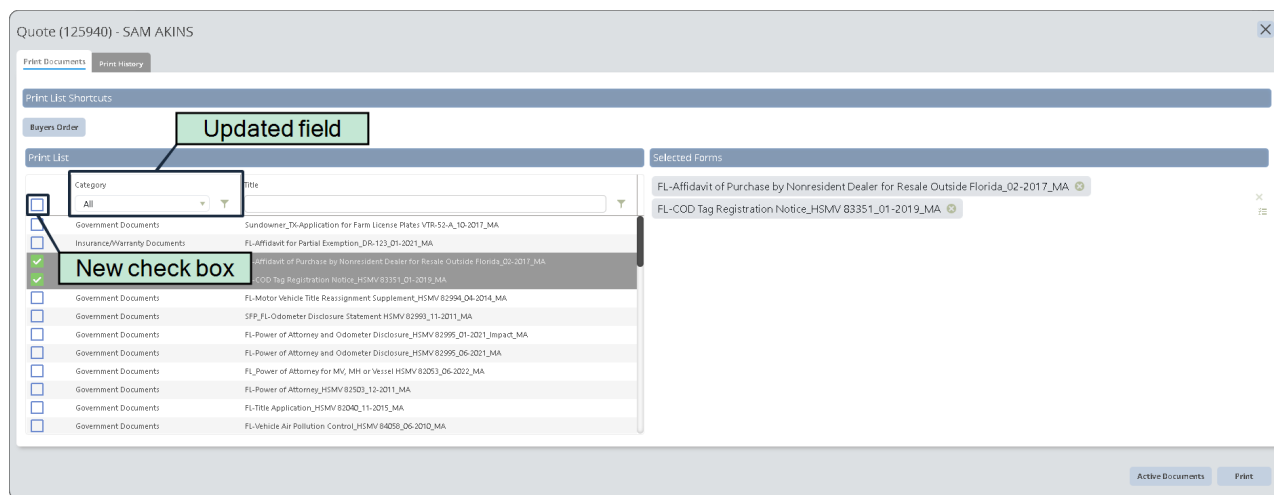 Quote (125940) - SAM AKINS
Print Documents Print History
Print List Shortcuts
Buyers Order
Updated field
Print List
Selected Forms
Category Title
All
FL-Affidavit of Purchase by Nonresident Dealer for Resale Outside Florida_02-2017_MA
FL-COD Tag Registration Notice_HSMV 83351_01-2019_MA
Government Documents Sundowner_TX-Application for Farm License Plates VTR-52-A_10-2017_MA
Insurance/Warranty Documents FL-Affidavit for Partial Exemption_DR-123_01-2021_MA
-Affidavit of Purchase by Nonresident Dealer for Resale Outside Florida_02-2017_MA
New check box
-COD Tag Registration Notice_HSMV 83351_01-2019_MA
Government Documents FL-Motor Vehicle Title Reassignment Supplement_HSMV 82994_04-2014_MA
Government Documents SFP_FL-Odometer Disclosure Statement HSMV 82993_11-2011_MA
Government Documents FL-Power of Attorney and Odometer Disclosure_HSMV 82995_01-2021_Impact_MA
Government Documents FL-Power of Attorney and Odometer Disclosure_HSMV 82995_06-2021_MA
Government Documents FL_Power of Attorney for MV, MH or Vessel HSMV 82053_06-2022_MA
Government Documents FL-Power of Attorney_HSMV 82503_12-2011_MA
Government Documents FL-Title Application_HSMV 82040_11-2015_MA
Government Documents FL-Vehicle Air Pollution Control_HSMV 84058_06-2010_MA
Active Documents Print